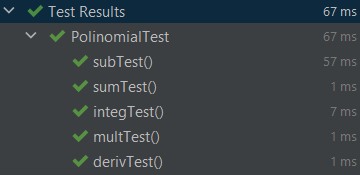 Test Results 67 ms
PolinomialTest 67 ms
subTest() 57 ms
sumTest() 1 ms
integTest() 7 ms
multTest() 1 ms
derivTest() 1 ms